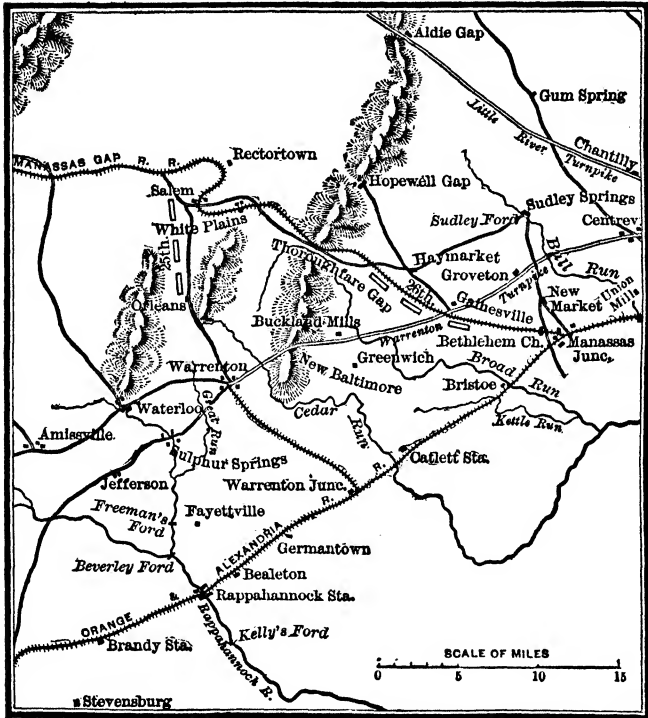 Aldie Gap
Gum Spring
Little River Turnpike
Chantilly
MANASSAS GAP R. R.
Rectortown
Hopewell Gap
Salem
Sudley Springs
Sudley Ford
Centrev.
White Plains
25th.
Thoroughfare Gap
Haymarket
Bull Run
Groveton
Turnpike
Union Mills
26th.
Gainesville
New Market
Orleans
Buckland Mills
Warrenton
Bethlehem Ch.
Manassas Junc.
Greenwich
Broad Run
Warrenton
New Baltimore
Bristoe
Waterloo
Great Run
Cedar Run
Kettle Run
Amissville
Sulphur Springs
Catlett Sta.
Jefferson
Warrenton Junc.
Freeman's Ford
Fayettville
Germantown
Beverley Ford
Bealeton
ORANGE & ALEXANDRIA R. R.
Rappahannock Sta.
Kelly's Ford
Brandy Sta.
Rappahannock R.
Stevensburg
SCALE OF MILES
0 5 10 15